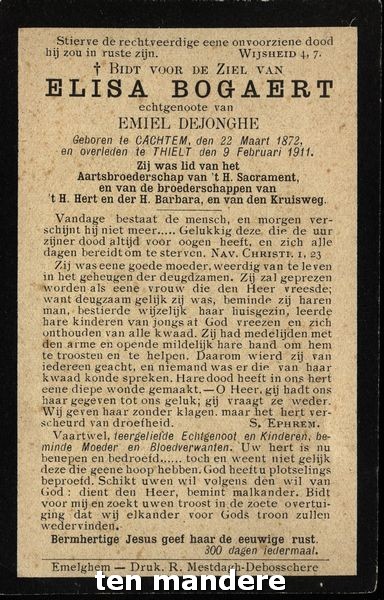 Stierve de rechtveerdige eene onvoorziene dood
hij zou in ruste zijn. WIJSHEID 4, 7.
† BIDT VOOR DE ZIEL VAN
ELISA BOGAERT
echtgenoote van
EMIEL DEJONGHE
Geboren te CACHTEM, den 22 Maart 1872,
en overleden te THIELT den 9 Februari 1911.
Zij was lid van het
Aartsbroederschap van 't H. Sacrament,
en van de broederschappen van
't H. Hert en der H. Barbara, en van den Kruisweg.
Vandage bestaat de mensch, en morgen
verschijnt hij niet meer..... Gelukkig deze, die de uur
zijner dood altijd voor oogen heeft, en zich alle
dagen bereidt om te sterven. NAV. CHRISTI. I, 23
Zij was eene goede moeder, weerdig van te leven
in het geheugen der deugdzamen. Zij zal geprezen
worden als eene vrouw die den Heer vreesde;
want deugzaam gelijk zij was, beminde zij haren
man, bestierde wijzelijk haar huisgezin, leerde
hare kinderen van jongs af God vreezen en zich
onthouden van alle kwaad. Zij had medelijden met
den arme en opende mildelijk hare hand om hem
te troosten en te helpen. Daarom wierd zij van
iedereen geacht, en niemand was er die van haar
kwaad konde spreken. Hare dood heeft in ons hert
eene diepe wonde gemaakt.—O Heer, gij hadt ons
haar gegeven tot ons geluk; gij vraagt ze weder.
Wij geven haar zonder klagen. maar het hert ver-
scheurd van droefheid. S. EPHREM.
Vaartwel, teergeliefde Echtgenoot en Kinderen, be-
minde Moeder en Bloedverwanten. Uw hert is nu
benepen en bedroefd..... toch en weent niet gelijk
deze die geene hoop hebben. God heeft u plotselings
beproefd. Schikt uwen wil volgens den wil van
God : dient den Heer, bemint malkander. Bidt
voor mij en zoekt uwen troost in de zoete overtui-
ging dat wij elkander voor Gods troon zullen
wedervinden.
Bermhertige Jesus geef haar de eeuwige rust.
300 dagen iedermaal.
Emelghem — Druk. R. Mestdagh-Debosschere
ten mandere